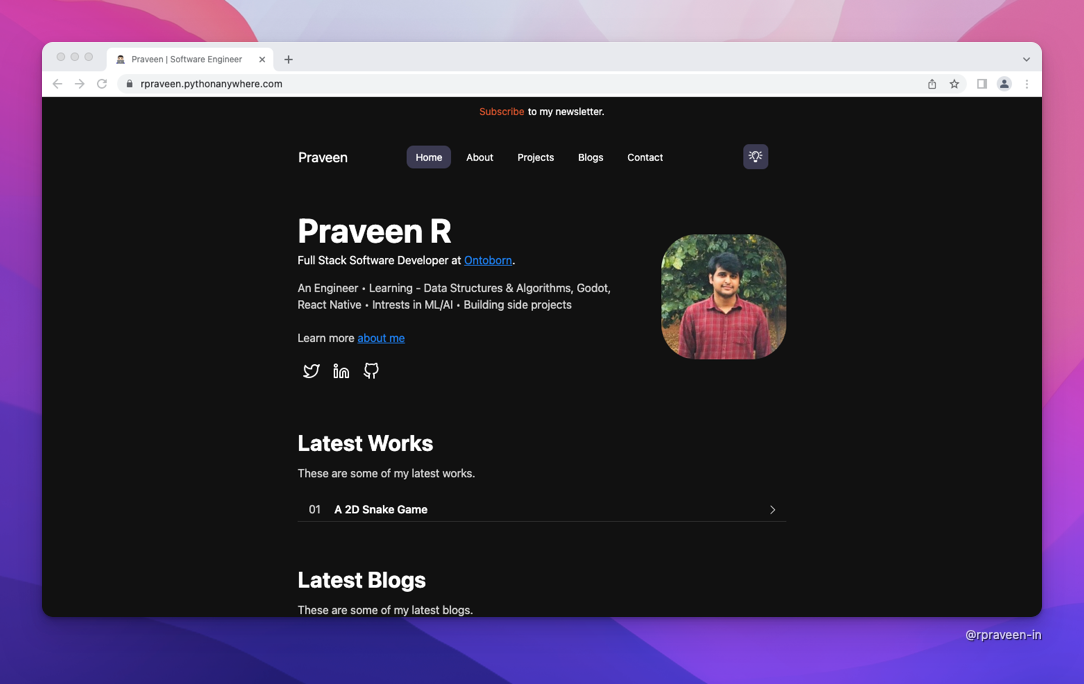 Praveen | Software Engineer
rpraveen.pythonanywhere.com
Subscribe to my newsletter.
Praveen
Home
About
Projects
Blogs
Contact
Praveen R
Full Stack Software Developer at Ontoborn.
An Engineer • Learning - Data Structures & Algorithms, Godot,
React Native • Intrests in ML/AI • Building side projects
Learn more about me
Latest Works
These are some of my latest works.
01 A 2D Snake Game
Latest Blogs
These are some of my latest blogs.
@rpraveen-in